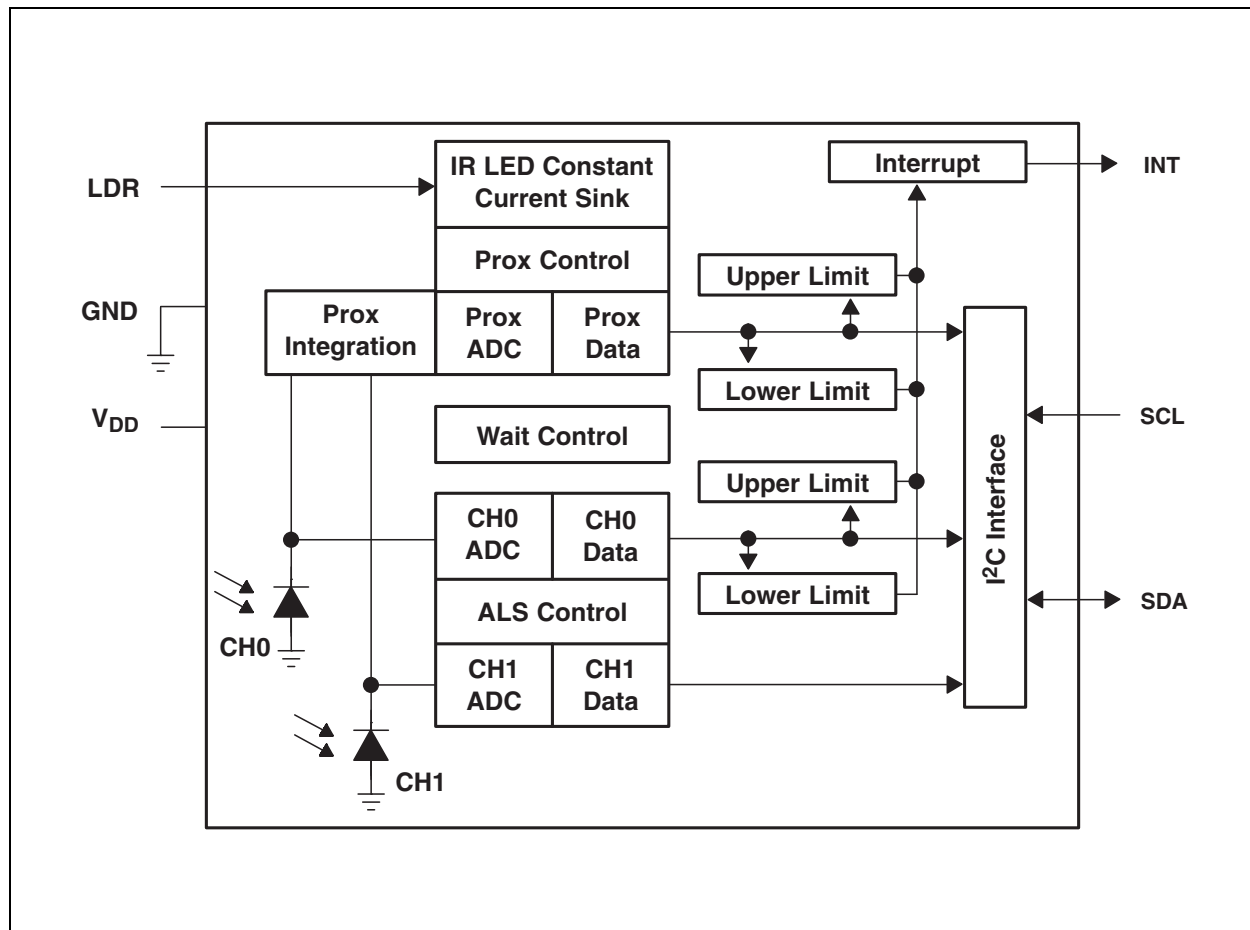 IR LED Constant
Current Sink
Interrupt
INT
LDR
Prox Control
Upper Limit
GND
Prox
Integration
Prox
ADC
Prox
Data
Lower Limit
VDD
Wait Control
SCL
Upper Limit
CH0
ADC
CH0
Data
I2C Interface
Lower Limit
SDA
ALS Control
CH0
CH1
ADC
CH1
Data
CH1